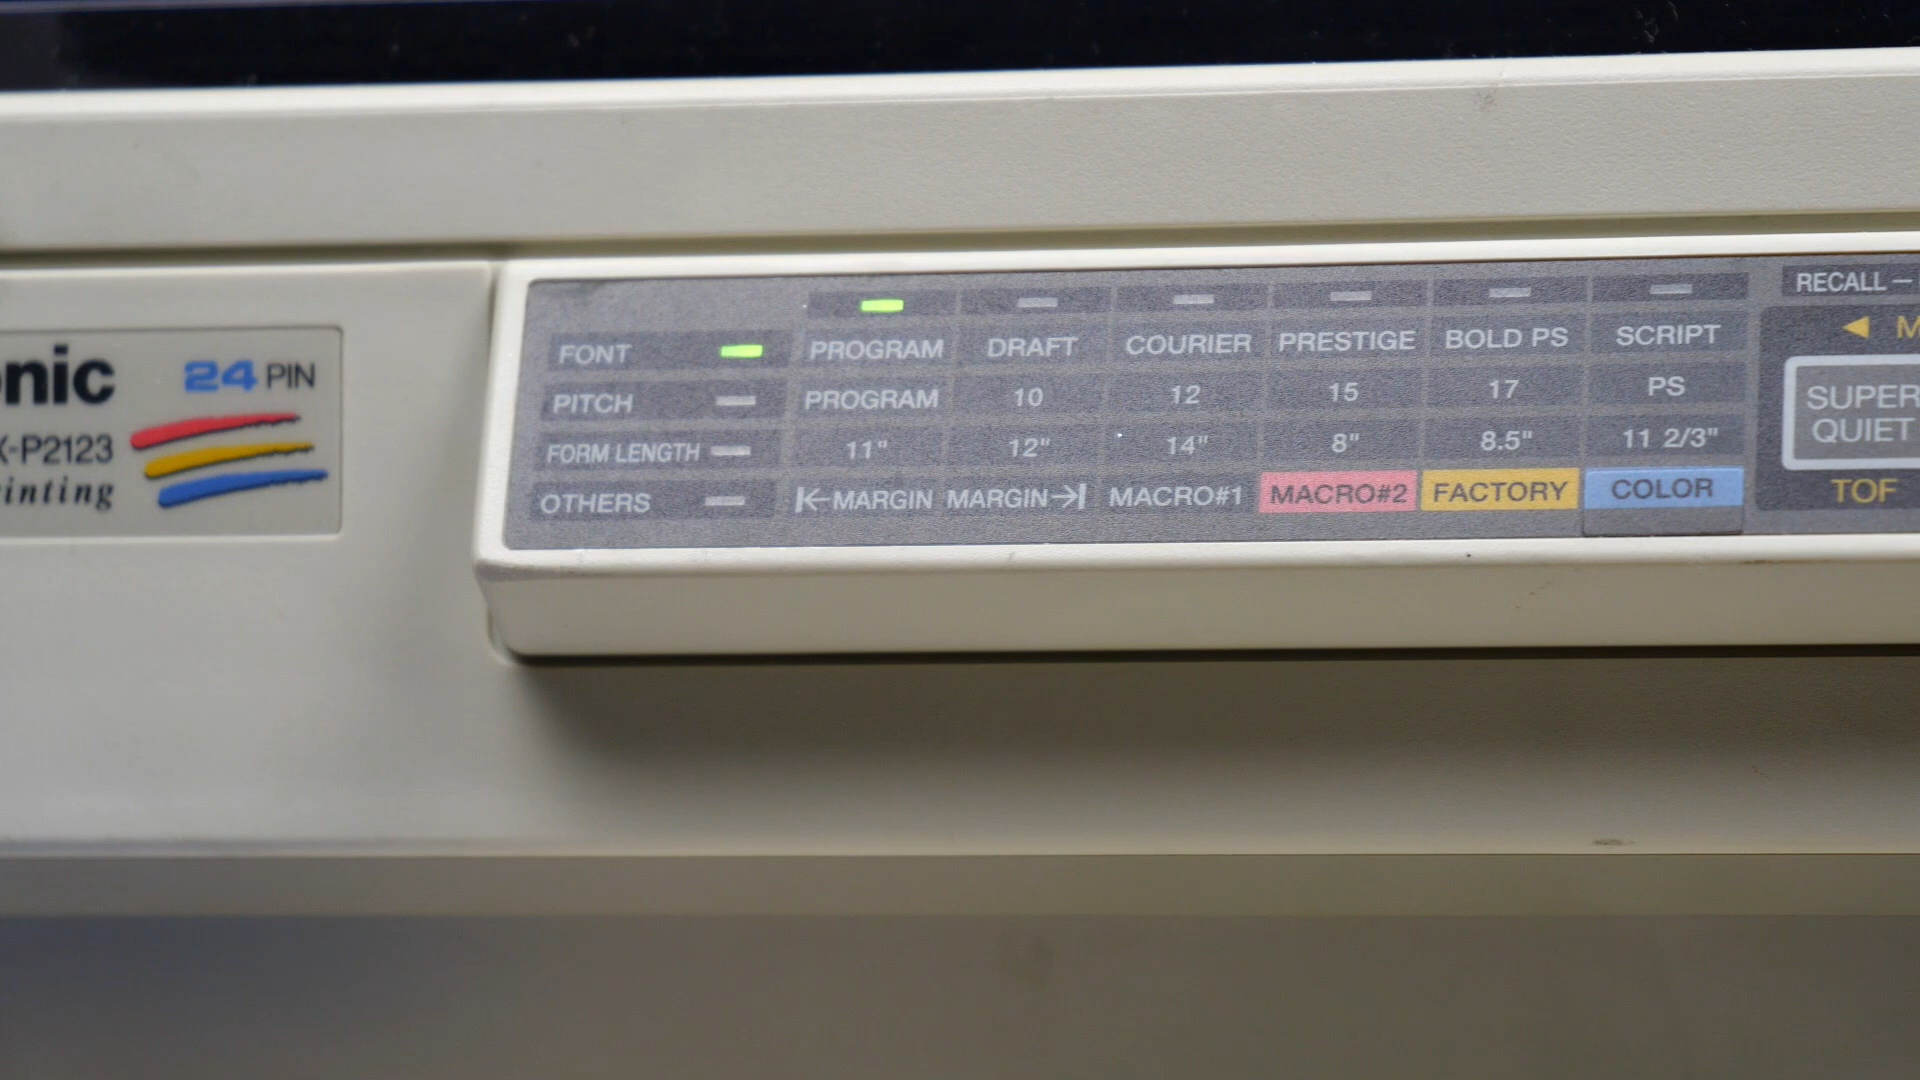 nic
24 PIN
X-P2123
inting
FONT PROGRAM DRAFT COURIER PRESTIGE BOLD PS SCRIPT
PITCH PROGRAM 10 12 15 17 PS
FORM LENGTH 11" 12" 14" 8" 8.5" 11 2/3"
OTHERS MARGIN MARGIN MACRO#1 MACRO#2 FACTORY COLOR
RECALL
M
SUPER
QUIET
TOF